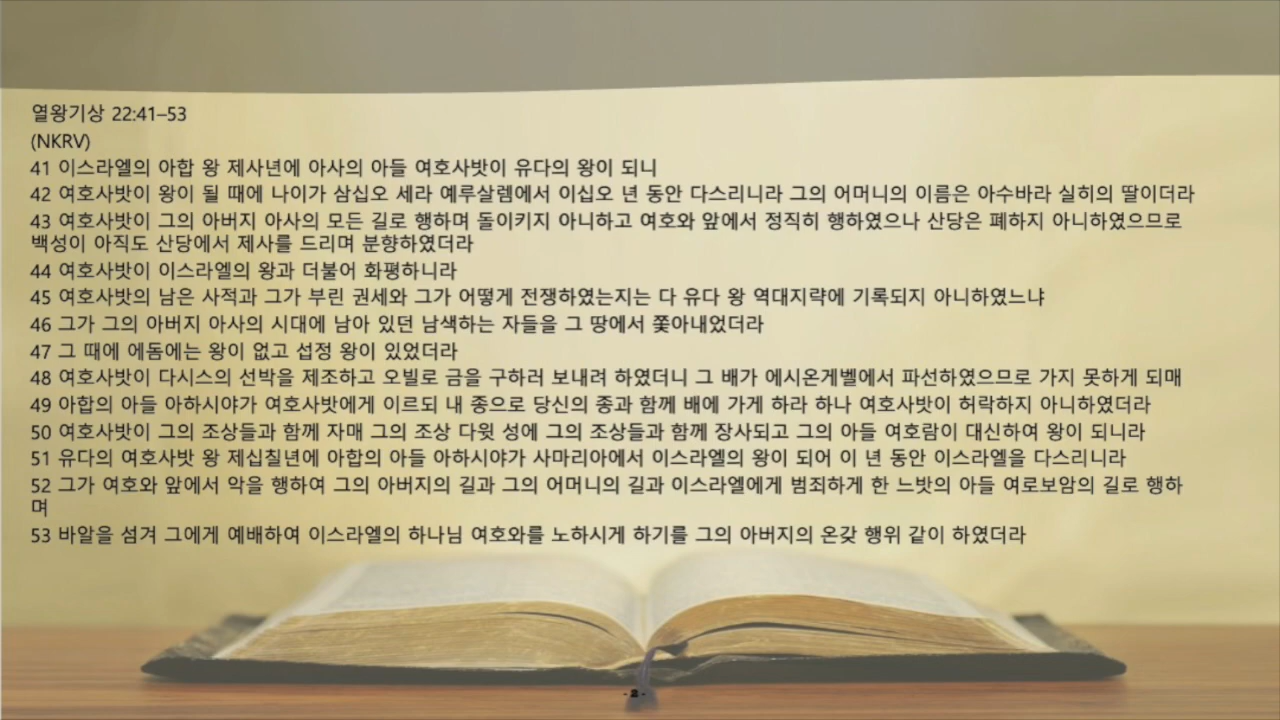 열왕기상 22:41–53
(NKRV)
41 이스라엘의 아합 왕 제사년에 아사의 아들 여호사밧이 유다의 왕이 되니
42 여호사밧이 왕이 될 때에 나이가 삼십오 세라 예루살렘에서 이십오 년 동안 다스리니라 그의 어머니의 이름은 아수바라 실히의 딸이더라
43 여호사밧이 그의 아버지 아사의 모든 길로 행하며 돌이키지 아니하고 여호와 앞에서 정직히 행하였으나 산당은 폐하지 아니하였으므로
백성이 아직도 산당에서 제사를 드리며 분향하였더라
44 여호사밧이 이스라엘의 왕과 더불어 화평하니라
45 여호사밧의 남은 사적과 그가 부린 권세와 그가 어떻게 전쟁하였는지는 다 유다 왕 역대지략에 기록되지 아니하였느냐
46 그가 그의 아버지 아사의 시대에 남아 있던 남색하는 자들을 그 땅에서 쫓아내었더라
47 그 때에 에돔에는 왕이 없고 섭정 왕이 있었더라
48 여호사밧이 다시스의 선박을 제조하고 오빌로 금을 구하러 보내려 하였더니 그 배가 에시온게벨에서 파선하였으므로 가지 못하게 되매
49 아합의 아들 아하시야가 여호사밧에게 이르되 내 종으로 당신의 종과 함께 배에 가게 하라 하나 여호사밧이 허락하지 아니하였더라
50 여호사밧이 그의 조상들과 함께 자매 그의 조상 다윗 성에 그의 조상들과 함께 장사되고 그의 아들 여호람이 대신하여 왕이 되니라
51 유다의 여호사밧 왕 제십칠년에 아합의 아들 아하시야가 사마리아에서 이스라엘의 왕이 되어 이 년 동안 이스라엘을 다스리니라
52 그가 여호와 앞에서 악을 행하여 그의 아버지의 길과 그의 어머니의 길과 이스라엘에게 범죄하게 한 느밧의 아들 여로보암의 길로 행하
며
53 바알을 섬겨 그에게 예배하여 이스라엘의 하나님 여호와를 노하시게 하기를 그의 아버지의 온갖 행위 같이 하였더라
- 2 -